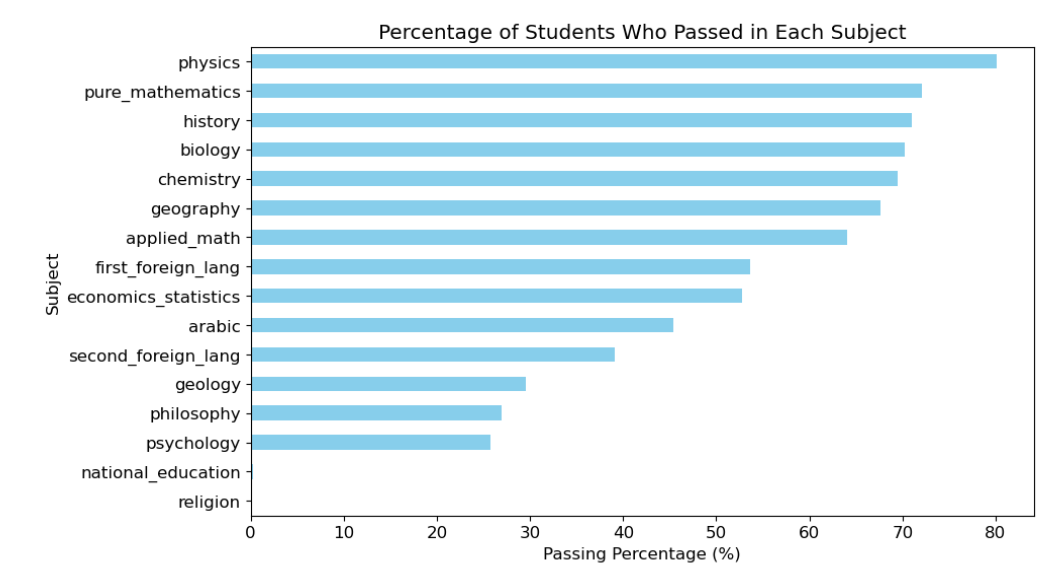 Percentage of Students Who Passed in Each Subject
physics
pure_mathematics
history
biology
chemistry
geography
applied_math
first_foreign_lang
economics_statistics
arabic
second_foreign_lang
geology
philosophy
psychology
national_education
religion
Subject
0 10 20 30 40 50 60 70 80
Passing Percentage (%)